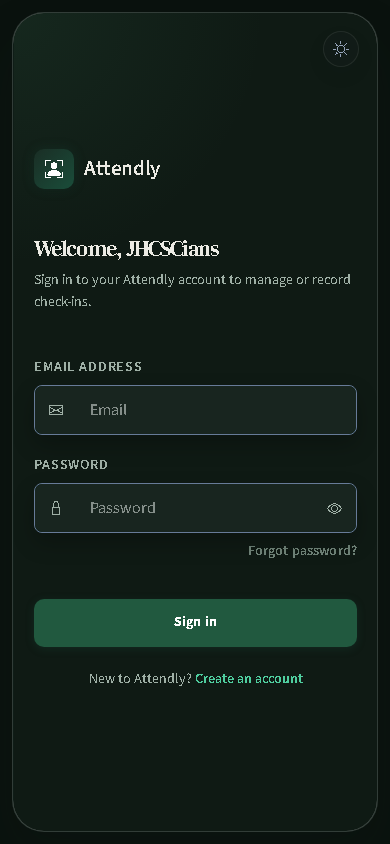 Attendly
Welcome, JHCSCians
Sign in to your Attendly account to manage or record
check-ins.
EMAIL ADDRESS
Email
PASSWORD
Password
Forgot password?
Sign in
New to Attendly? Create an account